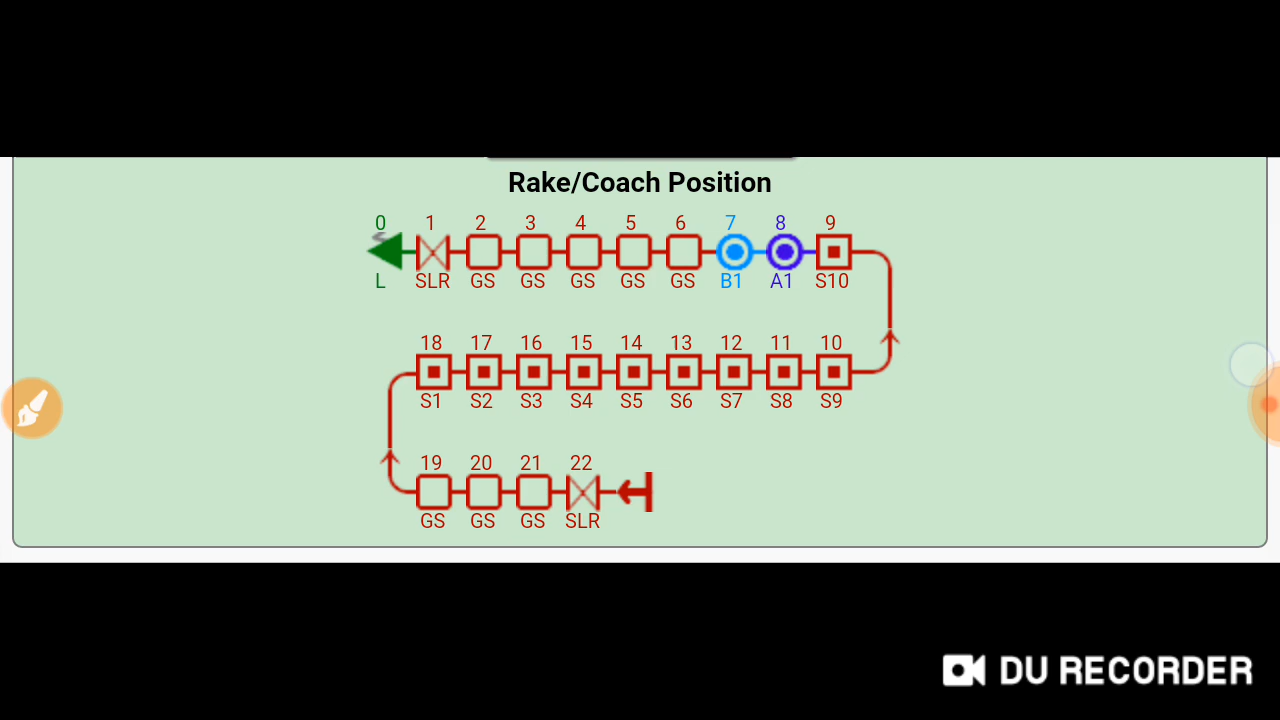 Rake/Coach Position
0 1 2 3 4 5 6 7 8 9
L SLR GS GS GS GS GS B1 A1 S10
18 17 16 15 14 13 12 11 10
S1 S2 S3 S4 S5 S6 S7 S8 S9
19 20 21 22
GS GS GS SLR
DU RECORDER